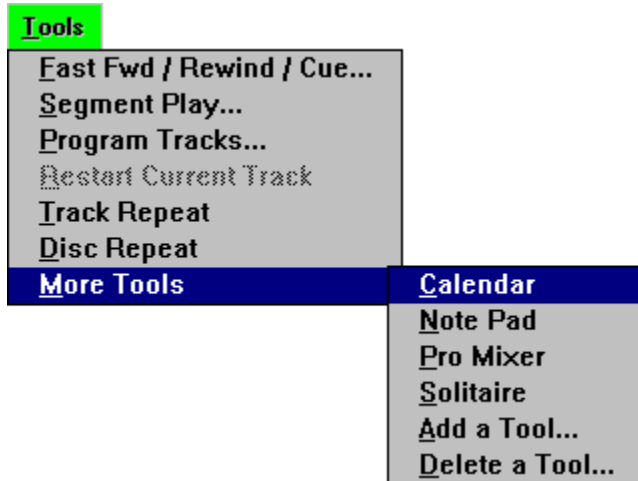 Tools
Fast Fwd / Rewind / Cue...
Segment Play...
Program Tracks...
Restart Current Track
Track Repeat
Disc Repeat
More Tools
Calendar
Note Pad
Pro Mixer
Solitaire
Add a Tool...
Delete a Tool...